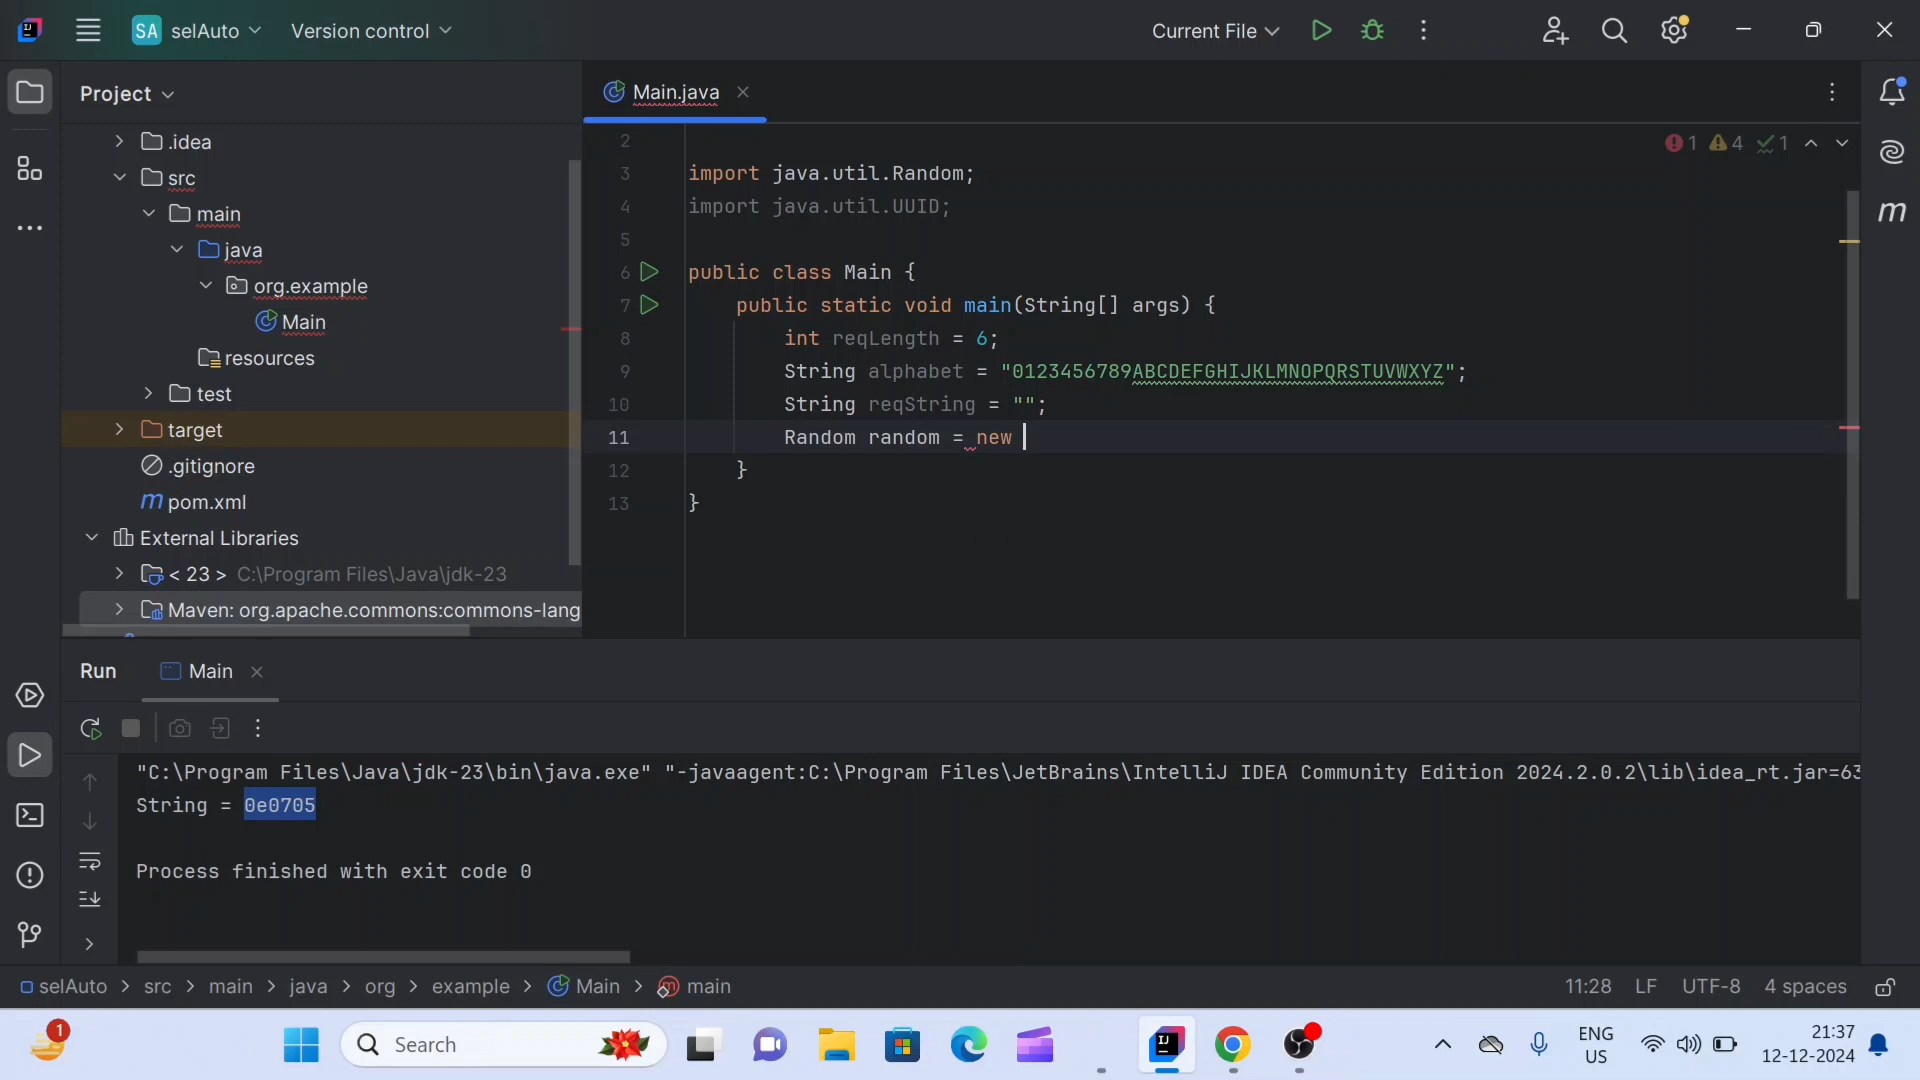 SA selAuto Version control Current File
Project
Main.java
.idea
src
main
java
org.example
Main
resources
test
target
.gitignore
pom.xml
External Libraries
< 23 > C:\Program Files\Java\jdk-23
Maven: org.apache.commons:commons-lang
1 4 1
2
3 import java.util.Random;
4 import java.util.UUID;
5
6 public class Main {
7 public static void main(String[] args) {
8 int reqLength = 6;
9 String alphabet = "0123456789ABCDEFGHIJKLMNOPQRSTUVWXYZ";
10 String reqString = "";
11 Random random = new
12 }
13 }
Run Main
"C:\Program Files\Java\jdk-23\bin\java.exe" "-javaagent:C:\Program Files\JetBrains\IntelliJ IDEA Community Edition 2024.2.0.2\lib\idea_rt.jar=63
String = 0e0705
Process finished with exit code 0
selAuto > src > main > java > org > example > Main > main 11:28 LF UTF-8 4 spaces
1 Search ENG 21:37
US 12-12-2024